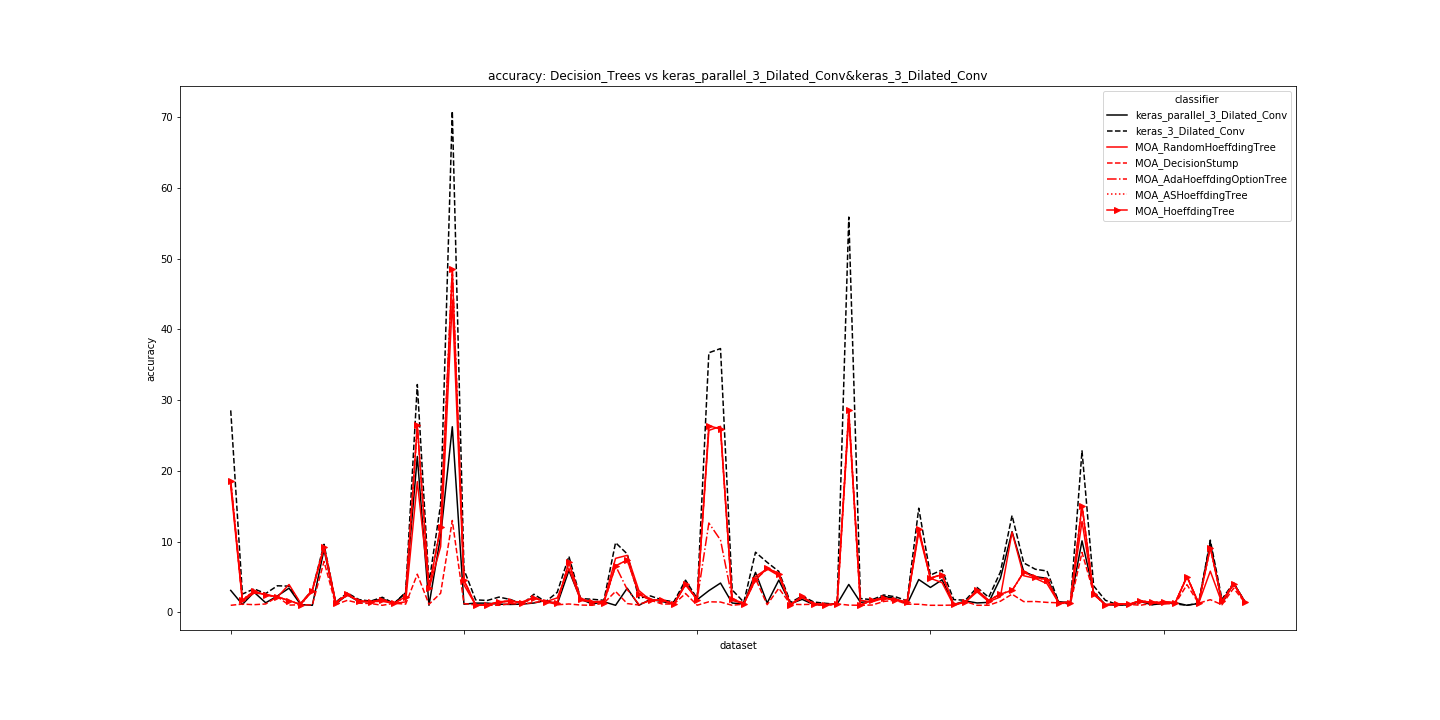 accuracy: Decision_Trees vs keras_parallel_3_Dilated_Conv&keras_3_Dilated_Conv
classifier
keras_parallel_3_Dilated_Conv
keras_3_Dilated_Conv
MOA_RandomHoeffdingTree
MOA_DecisionStump
MOA_AdaHoeffdingOptionTree
MOA_ASHoeffdingTree
MOA_HoeffdingTree
70
60
50
40
30
20
10
0
accuracy
dataset